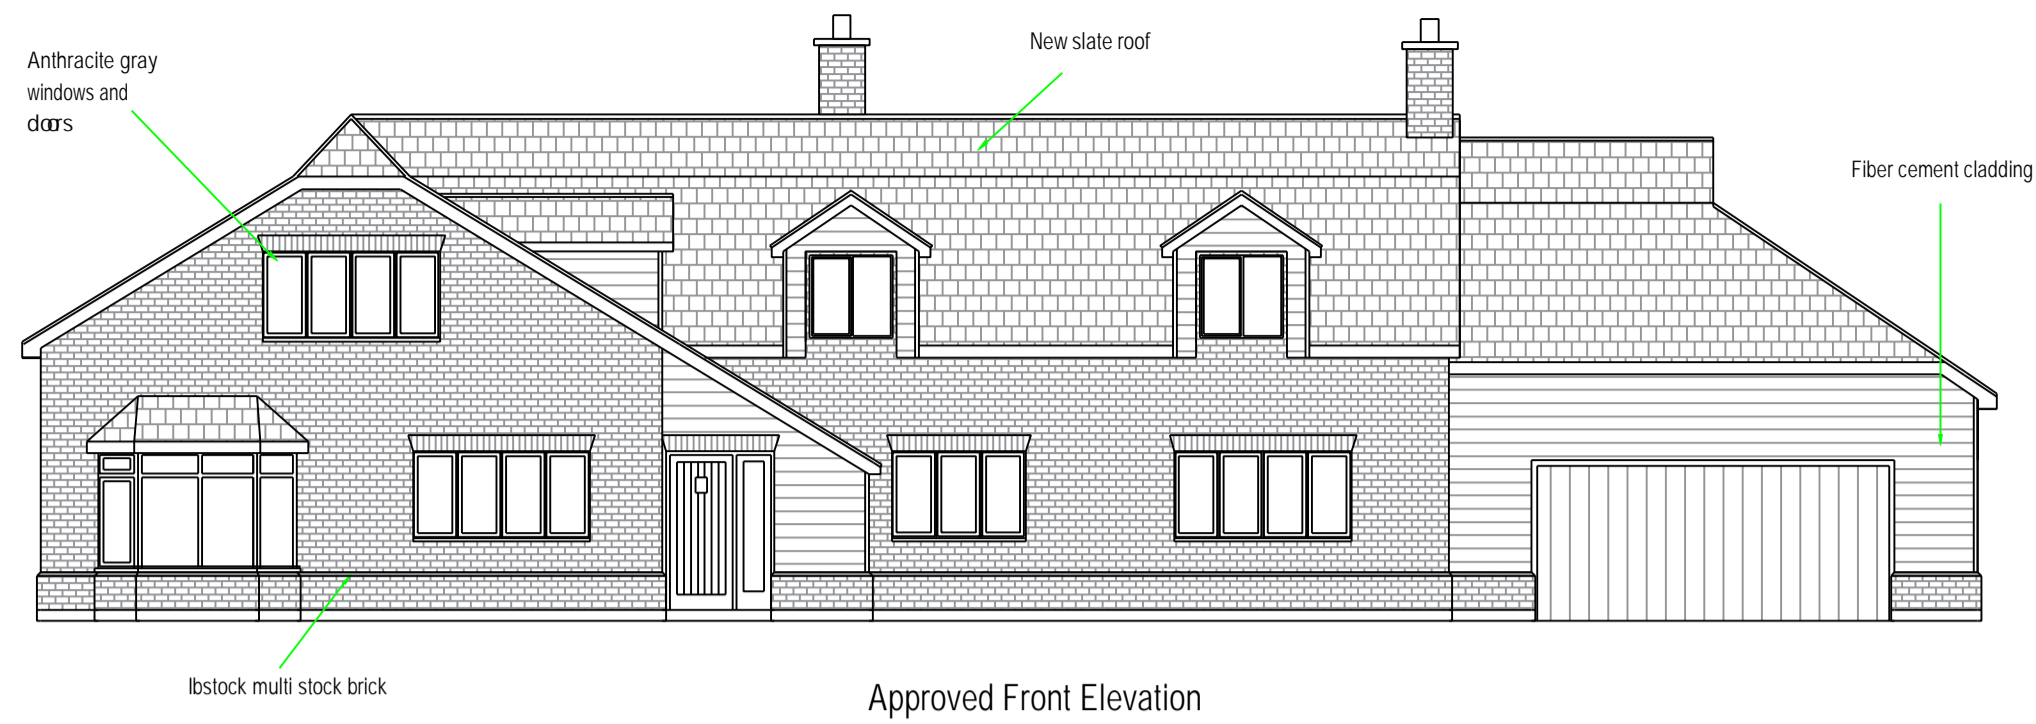 Anthracite gray
windows and
doors
New slate roof
Fiber cement cladding
Ibstock multi stock brick
Approved Front Elevation